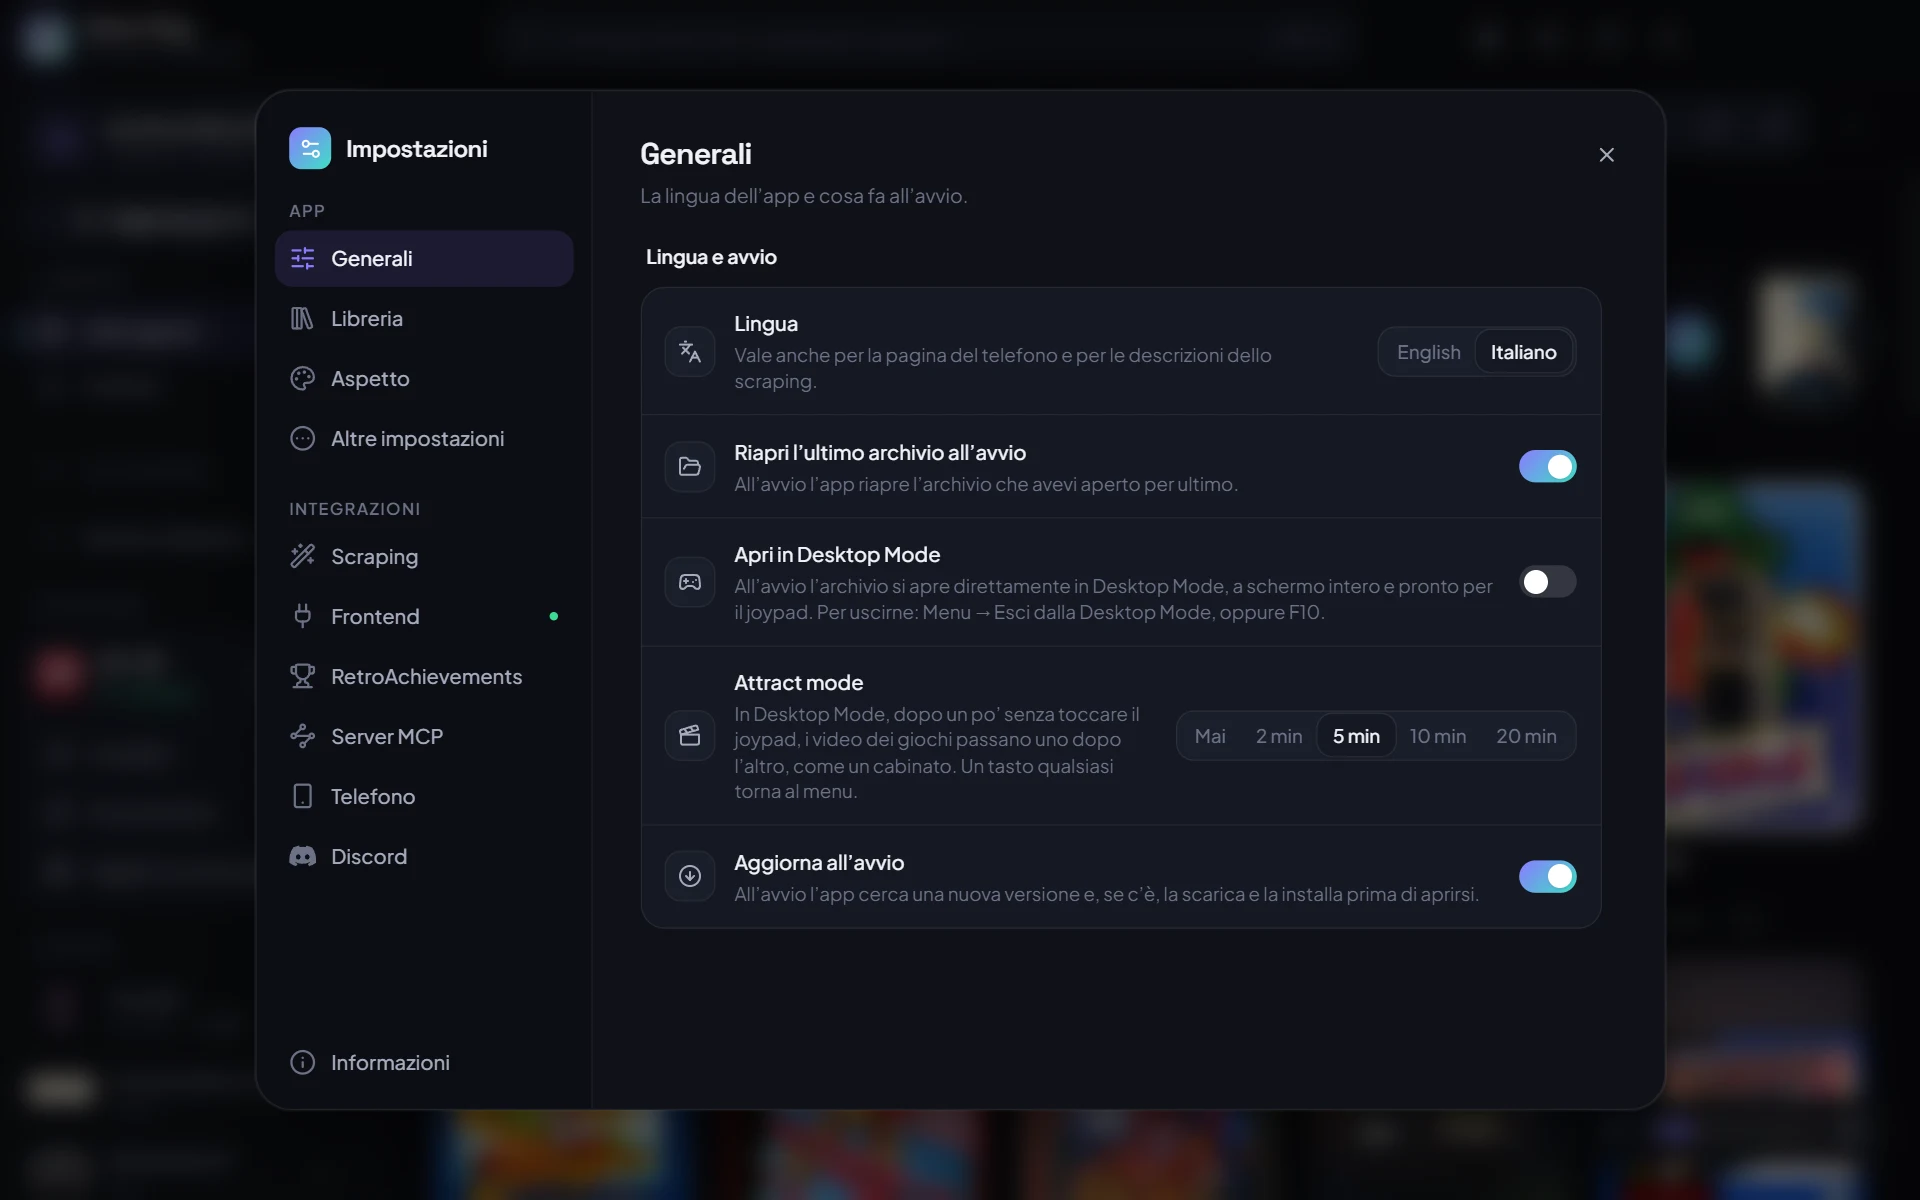 Impostazioni
APP
Generali
Libreria
Aspetto
Altre impostazioni
INTEGRAZIONI
Scraping
Frontend
RetroAchievements
Server MCP
Telefono
Discord
Informazioni
Generali
La lingua dell’app e cosa fa all’avvio.
Lingua e avvio
Lingua
Vale anche per la pagina del telefono e per le descrizioni dello
scraping.
English Italiano
Riapri l’ultimo archivio all’avvio
All’avvio l’app riapre l’archivio che avevi aperto per ultimo.
Apri in Desktop Mode
All’avvio l’archivio si apre direttamente in Desktop Mode, a schermo intero e pronto per
il joypad. Per uscirne: Menu → Esci dalla Desktop Mode, oppure F10.
Attract mode
In Desktop Mode, dopo un po’ senza toccare il
joypad, i video dei giochi passano uno dopo
l’altro, come un cabinato. Un tasto qualsiasi
torna al menu.
Mai 2 min 5 min 10 min 20 min
Aggiorna all’avvio
All’avvio l’app cerca una nuova versione e, se c’è, la scarica e la installa prima di aprirsi.